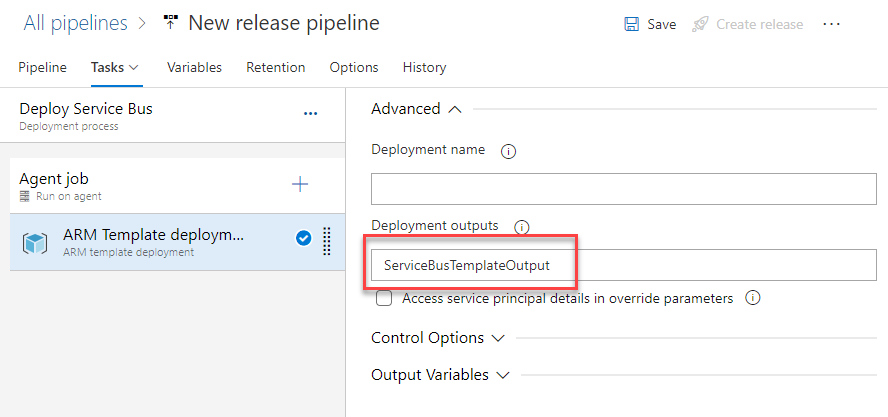 All pipelines > New release pipeline
Save Create release ...
Pipeline Tasks Variables Retention Options History
Deploy Service Bus ...
Deployment process
Agent job
Run on agent
ARM Template deploym...
ARM template deployment
Advanced
Deployment name
Deployment outputs
ServiceBusTemplateOutput
Access service principal details in override parameters
Control Options
Output Variables